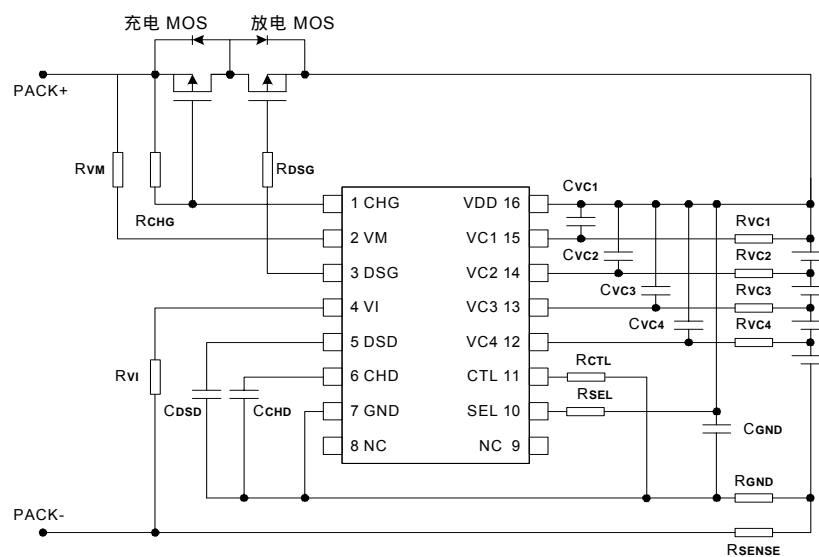 充电 MOS
放电 MOS
PACK+
RVM
RDSG
RCHG
CVC1
1 CHG
VDD 16
RVC1
2 VM
VC1 15
CVC2
RVC2
3 DSG
VC2 14
CVC3
RVC3
4 VI
VC3 13
CVC4
RVC4
5 DSD
VC4 12
RVI
RCTL
6 CHD
CTL 11
CDSD
CCHD
RSEL
7 GND
SEL 10
CGND
8 NC
NC 9
RGND
PACK-
RSENSE